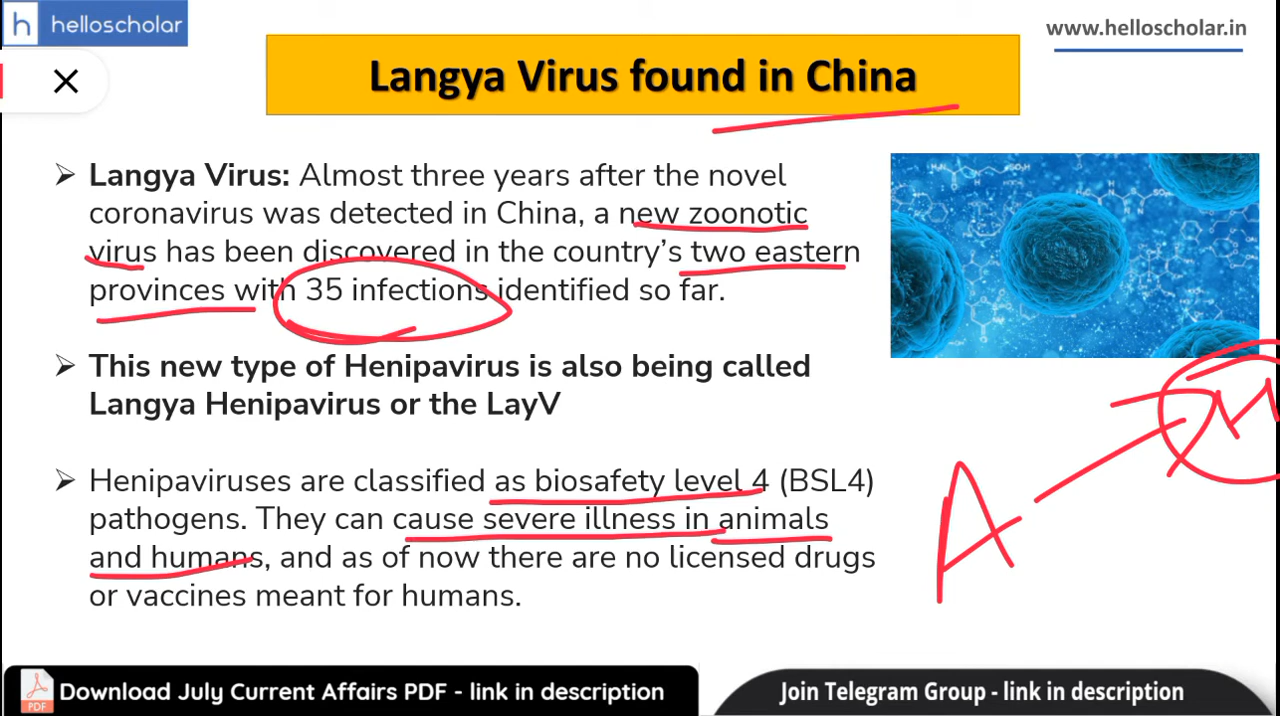 h helloscholar
www.helloscholar.in
Langya Virus found in China
➢ Langya Virus: Almost three years after the novel
coronavirus was detected in China, a new zoonotic
virus has been discovered in the country's two eastern
provinces with 35 infections identified so far.
➢ This new type of Henipavirus is also being called
Langya Henipavirus or the LayV
➢ Henipaviruses are classified as biosafety level 4 (BSL4)
pathogens. They can cause severe illness in animals
and humans, and as of now there are no licensed drugs
or vaccines meant for humans.
A
H
PDF
Download July Current Affairs PDF - link in description
Join Telegram Group - link in description